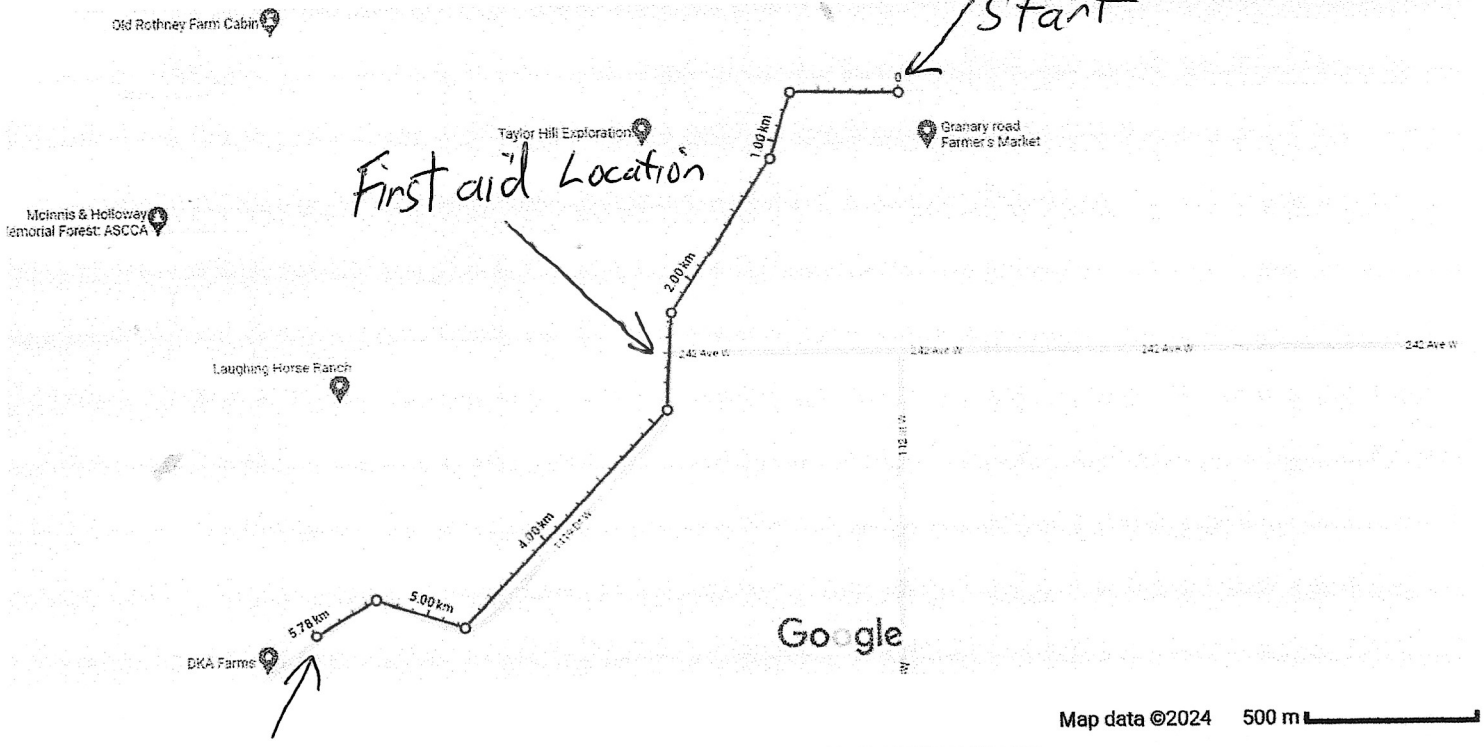 Start
Old Rothney Farm Cabin
0
Taylor Hill Exploration
1.00 km
Granary road
Farmer's Market
First aid Location
McInnis & Holloway
emorial Forest: ASCCA
2.00 km
242 Ave W
242 Ave W
242 Ave W
242 Ave W
Laughing Horse Ranch
112 St W
4.00 km
5.00 km
5.78 km
DKA Farms
Google
W
Map data ©2024
500 m